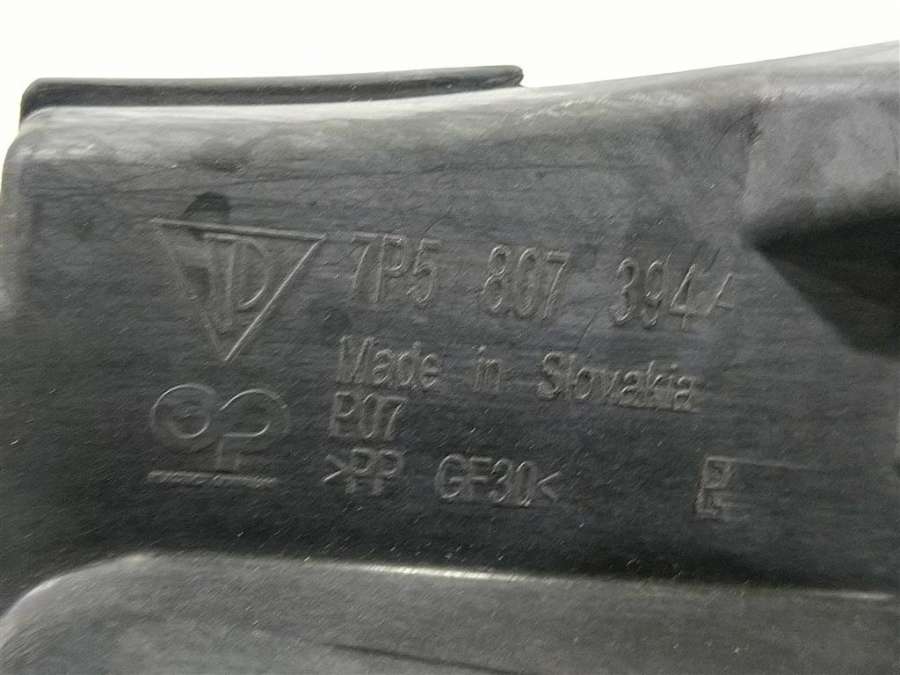 7P5 807 394 A
Made in Slovakia
P07
>PP GF30<